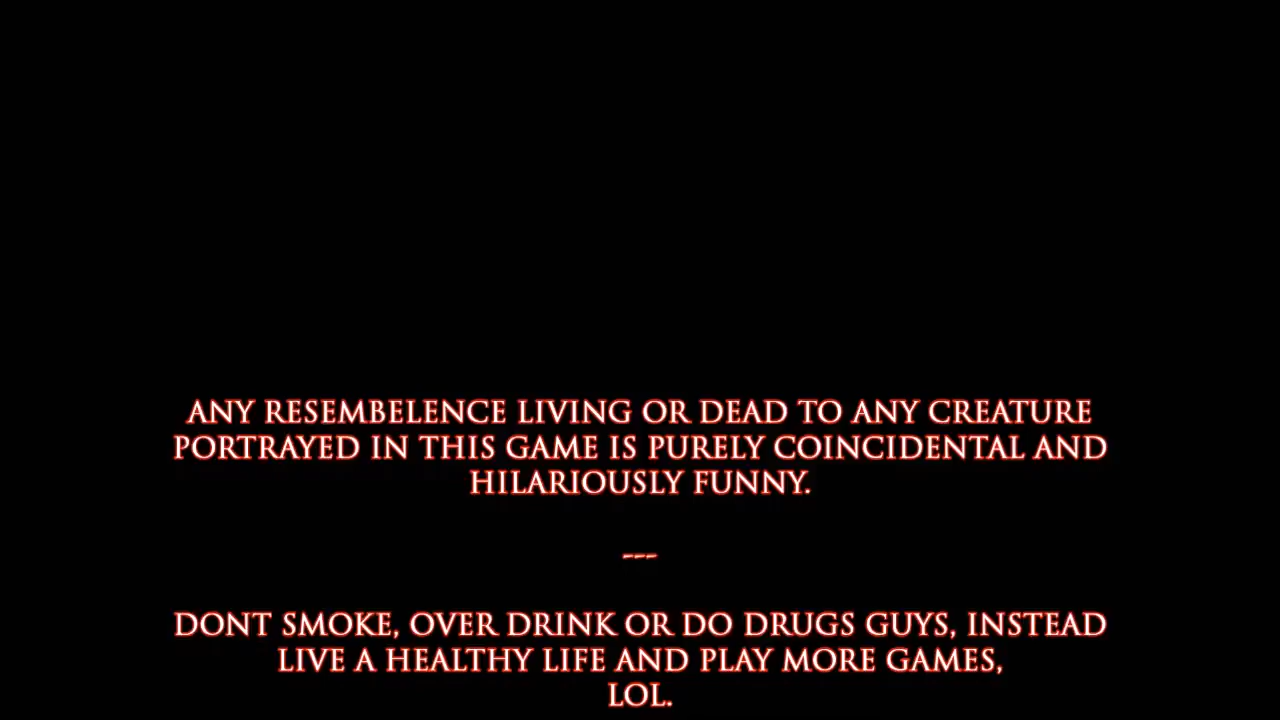 ANY RESEMBELENCE LIVING OR DEAD TO ANY CREATURE
PORTRAYED IN THIS GAME IS PURELY COINCIDENTAL AND
HILARIOUSLY FUNNY.
---
DONT SMOKE, OVER DRINK OR DO DRUGS GUYS, INSTEAD
LIVE A HEALTHY LIFE AND PLAY MORE GAMES,
LOL.